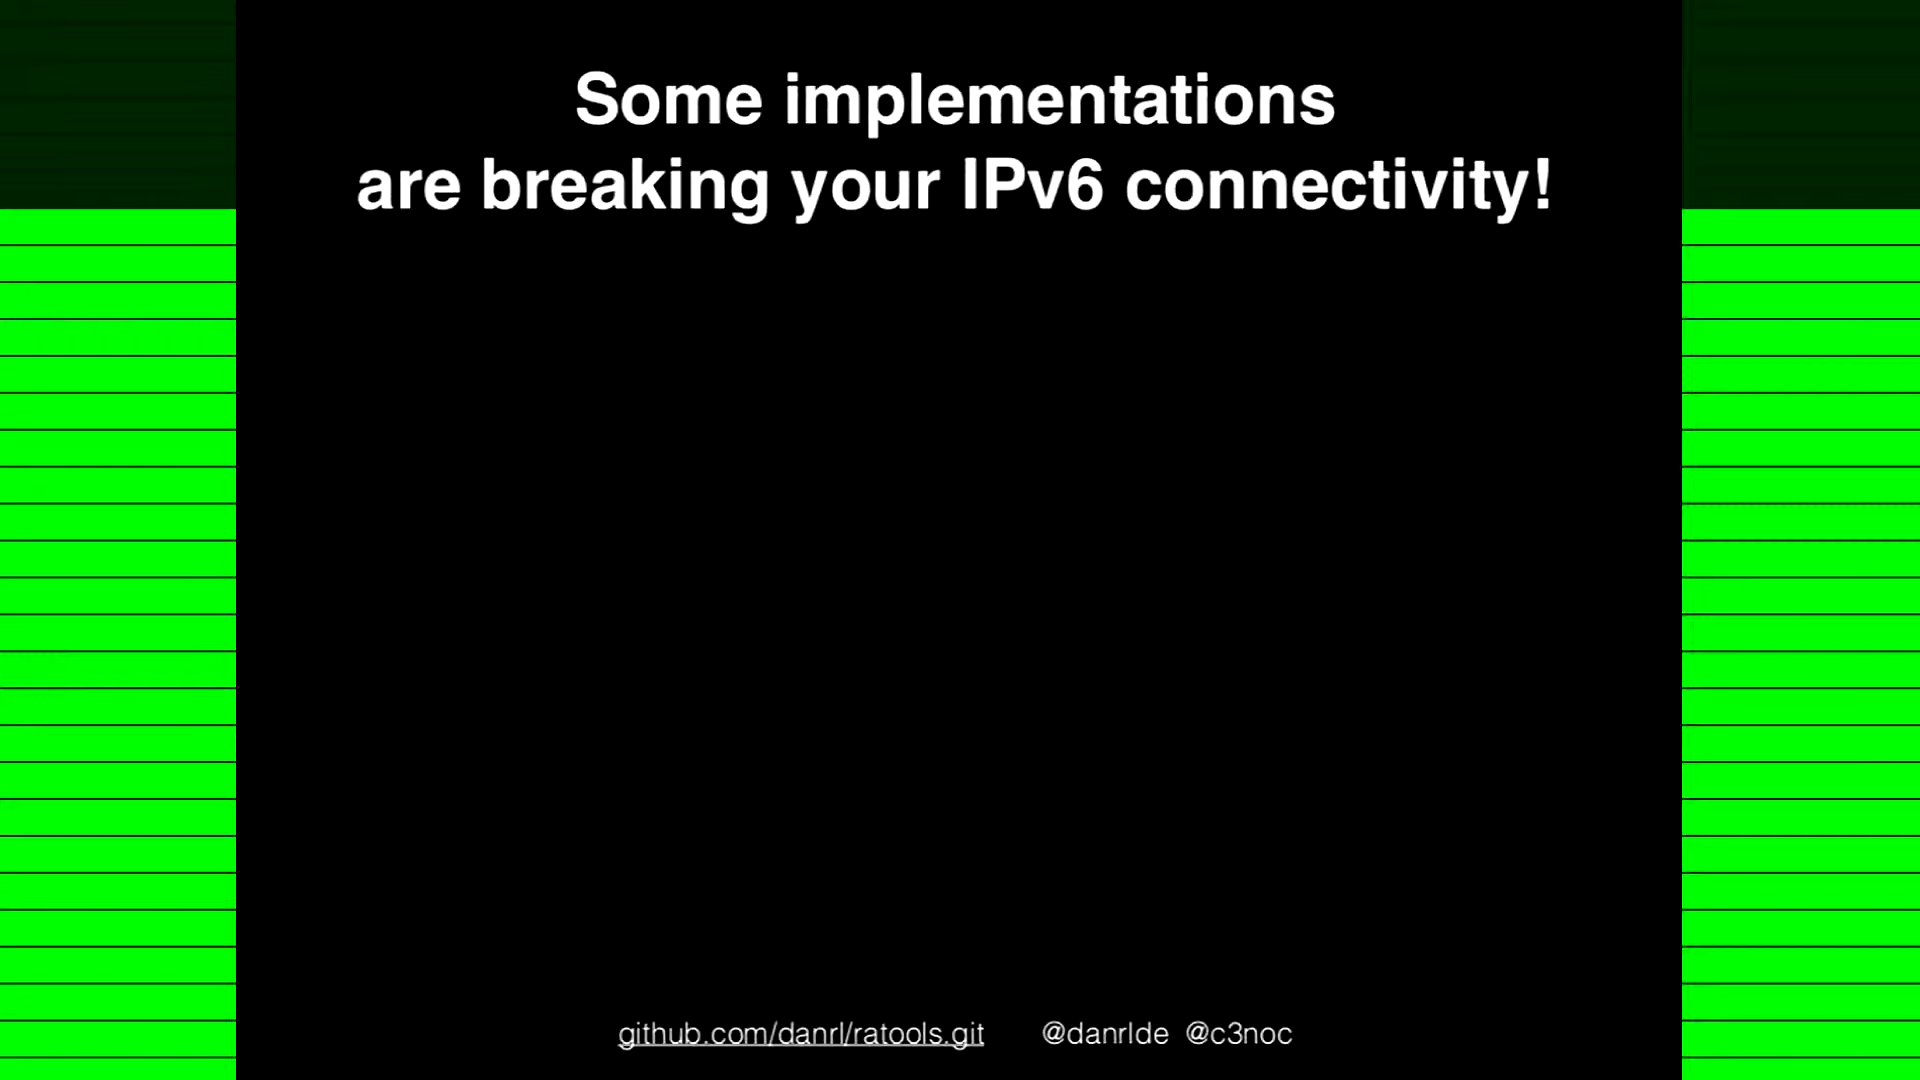 Some implementations
are breaking your IPv6 connectivity!
github.com/danrl/ratools.git @danrlde @c3noc